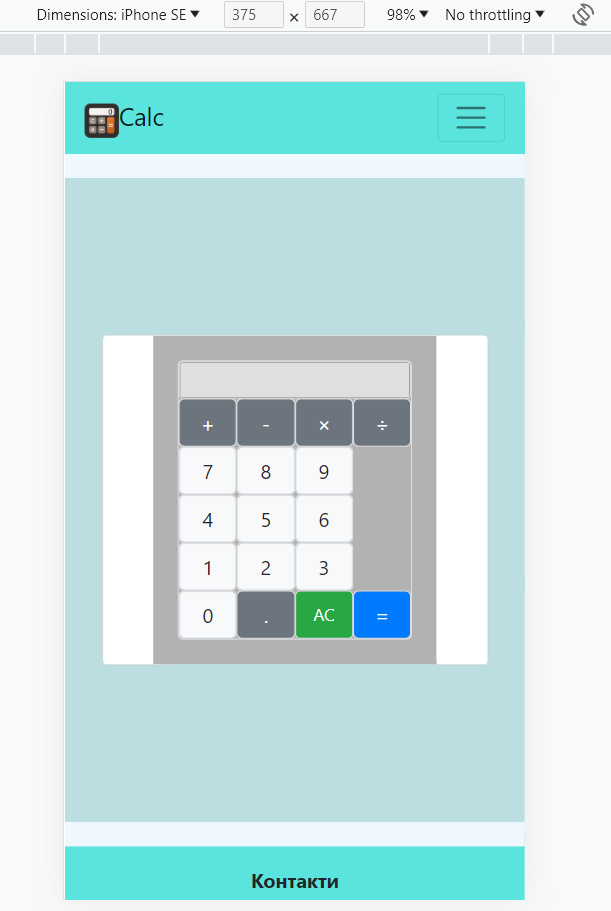 Dimensions: iPhone SE ▼ 375 × 667 98% ▼ No throttling ▼
Calc
+ - × ÷
7 8 9
4 5 6
1 2 3
0 . AC =
Контакти